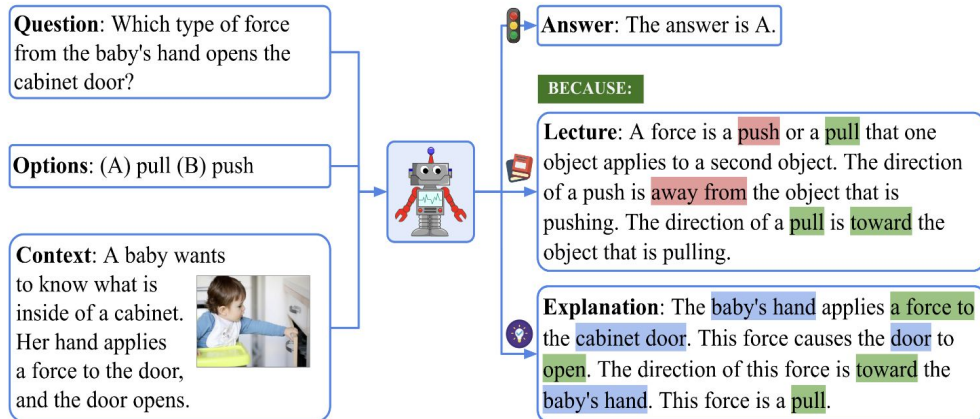 Question: Which type of force
from the baby's hand opens the
cabinet door?
Options: (A) pull (B) push
Context: A baby wants
to know what is
inside of a cabinet.
Her hand applies
a force to the door,
and the door opens.
Answer: The answer is A.
BECAUSE:
Lecture: A force is a push or a pull that one
object applies to a second object. The direction
of a push is away from the object that is
pushing. The direction of a pull is toward the
object that is pulling.
Explanation: The baby's hand applies a force to
the cabinet door. This force causes the door to
open. The direction of this force is toward the
baby's hand. This force is a pull.